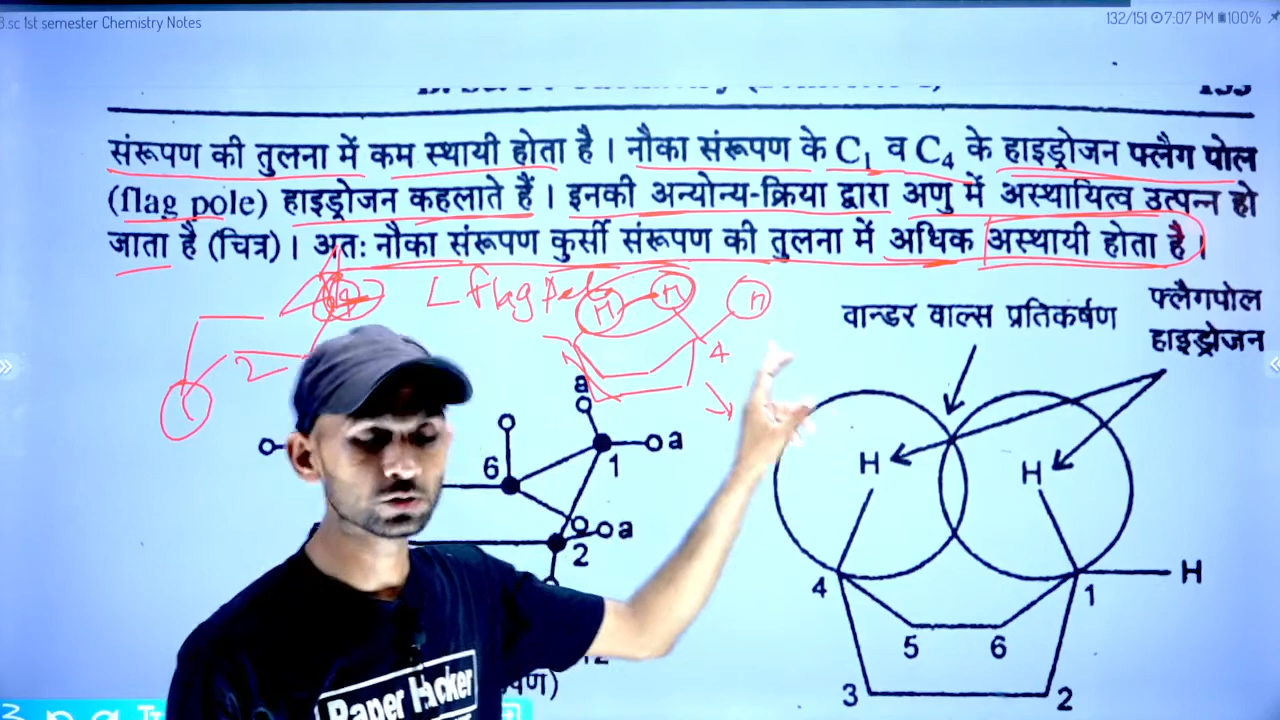 B.sc 1st semester Chemistry Notes
132/151 7:07 PM 100%
संरूपण की तुलना में कम स्थायी होता है । नौका संरूपण के C₁ व C₄ के हाइड्रोजन फ्लैग पोल
(flag pole) हाइड्रोजन कहलाते हैं । इनकी अन्योन्य-क्रिया द्वारा अणु में अस्थायित्व उत्पन्न हो
जाता है (चित्र) । अतः नौका संरूपण कुर्सी संरूपण की तुलना में अधिक अस्थायी होता है ।
flag
H
H
H
4
2
वान्डर वाल्स प्रतिकर्षण
फ्लैगपोल
हाइड्रोजन
a
6
1
a
a
2
H
H
H
4
1
5
6
3
2
Paper Hacker